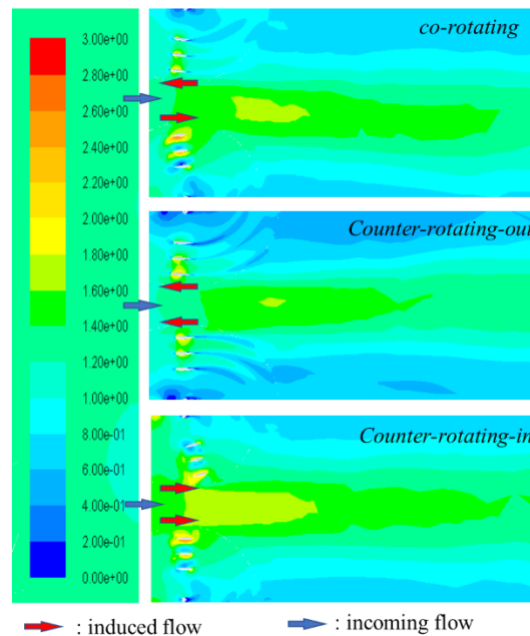 3.00e+00
2.80e+00
2.60e+00
2.40e+00
2.20e+00
2.00e+00
1.80e+00
1.60e+00
1.40e+00
1.20e+00
1.00e+00
8.00e-01
6.00e-01
4.00e-01
2.00e-01
0.00e+00
co-rotating
Counter-rotating-out
Counter-rotating-in
: induced flow
: incoming flow